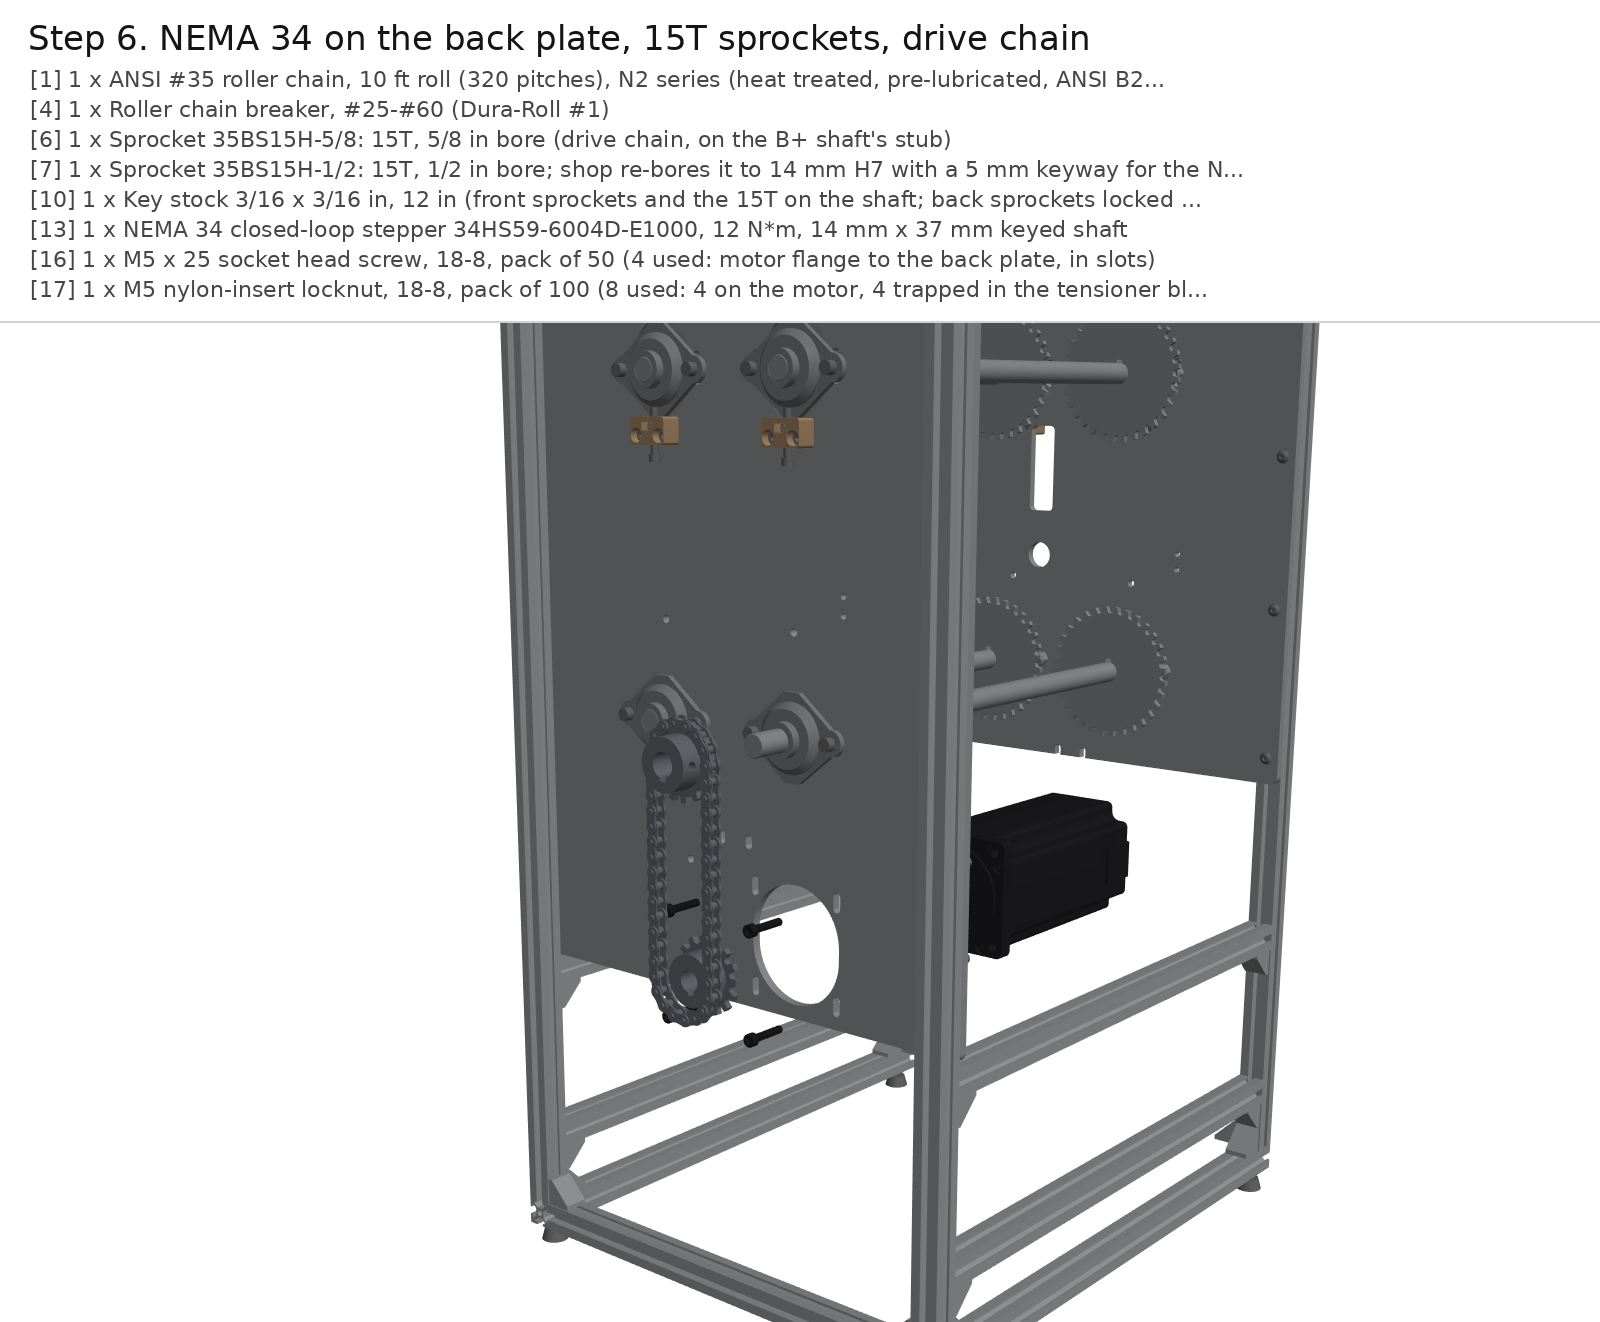 Step 6. NEMA 34 on the back plate, 15T sprockets, drive chain
[1] 1 x ANSI #35 roller chain, 10 ft roll (320 pitches), N2 series (heat treated, pre-lubricated, ANSI B2...
[4] 1 x Roller chain breaker, #25-#60 (Dura-Roll #1)
[6] 1 x Sprocket 35BS15H-5/8: 15T, 5/8 in bore (drive chain, on the B+ shaft's stub)
[7] 1 x Sprocket 35BS15H-1/2: 15T, 1/2 in bore; shop re-bores it to 14 mm H7 with a 5 mm keyway for the N...
[10] 1 x Key stock 3/16 x 3/16 in, 12 in (front sprockets and the 15T on the shaft; back sprockets locked ...
[13] 1 x NEMA 34 closed-loop stepper 34HS59-6004D-E1000, 12 N*m, 14 mm x 37 mm keyed shaft
[16] 1 x M5 x 25 socket head screw, 18-8, pack of 50 (4 used: motor flange to the back plate, in slots)
[17] 1 x M5 nylon-insert locknut, 18-8, pack of 100 (8 used: 4 on the motor, 4 trapped in the tensioner bl...